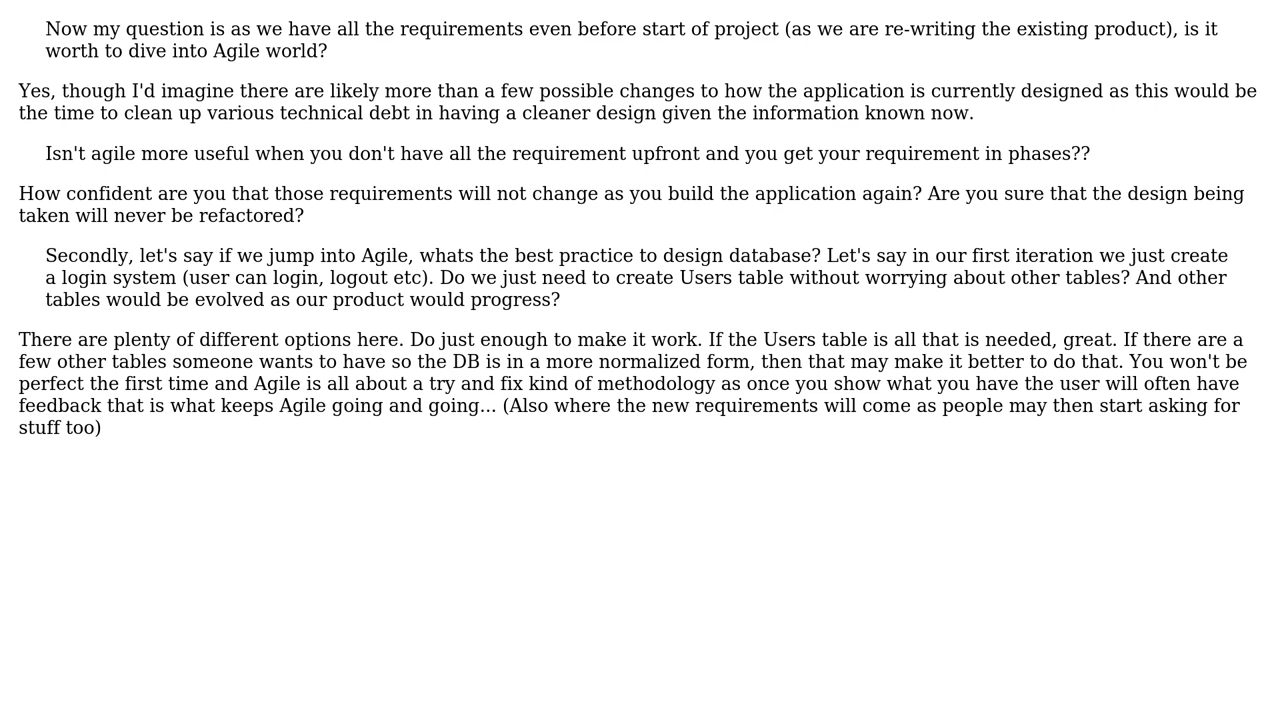 Now my question is as we have all the requirements even before start of project (as we are re-writing the existing product), is it
worth to dive into Agile world?
Yes, though I'd imagine there are likely more than a few possible changes to how the application is currently designed as this would be
the time to clean up various technical debt in having a cleaner design given the information known now.
Isn't agile more useful when you don't have all the requirement upfront and you get your requirement in phases??
How confident are you that those requirements will not change as you build the application again? Are you sure that the design being
taken will never be refactored?
Secondly, let's say if we jump into Agile, whats the best practice to design database? Let's say in our first iteration we just create
a login system (user can login, logout etc). Do we just need to create Users table without worrying about other tables? And other
tables would be evolved as our product would progress?
There are plenty of different options here. Do just enough to make it work. If the Users table is all that is needed, great. If there are a
few other tables someone wants to have so the DB is in a more normalized form, then that may make it better to do that. You won't be
perfect the first time and Agile is all about a try and fix kind of methodology as once you show what you have the user will often have
feedback that is what keeps Agile going and going... (Also where the new requirements will come as people may then start asking for
stuff too)